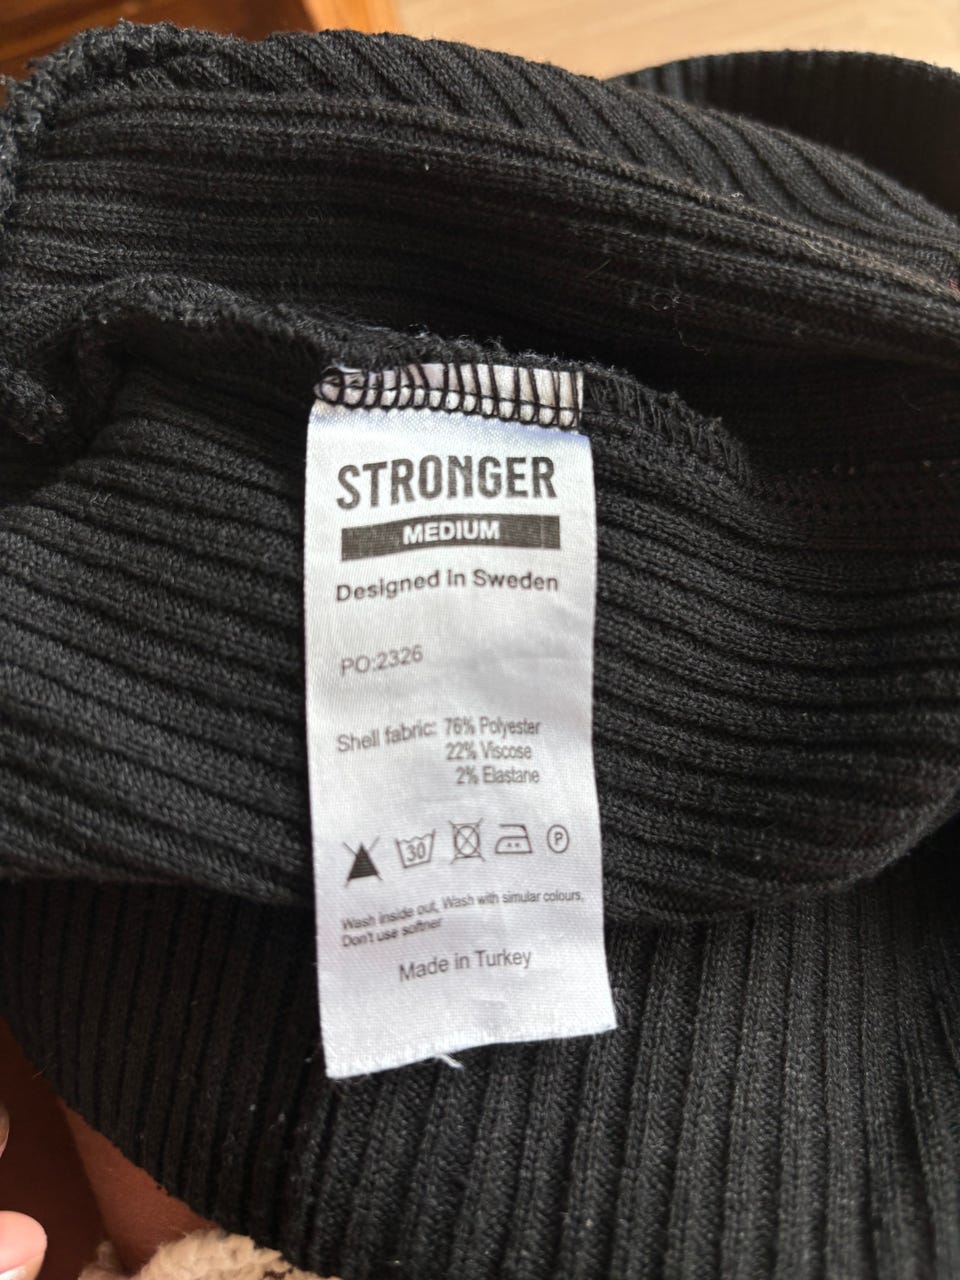 STRONGER
MEDIUM
Designed in Sweden
PO:2326
Shell fabric: 76% Polyester
22% Viscose
2% Elastane
30 P
Wash inside out, Wash with simular colours,
Don't use softner
Made in Turkey